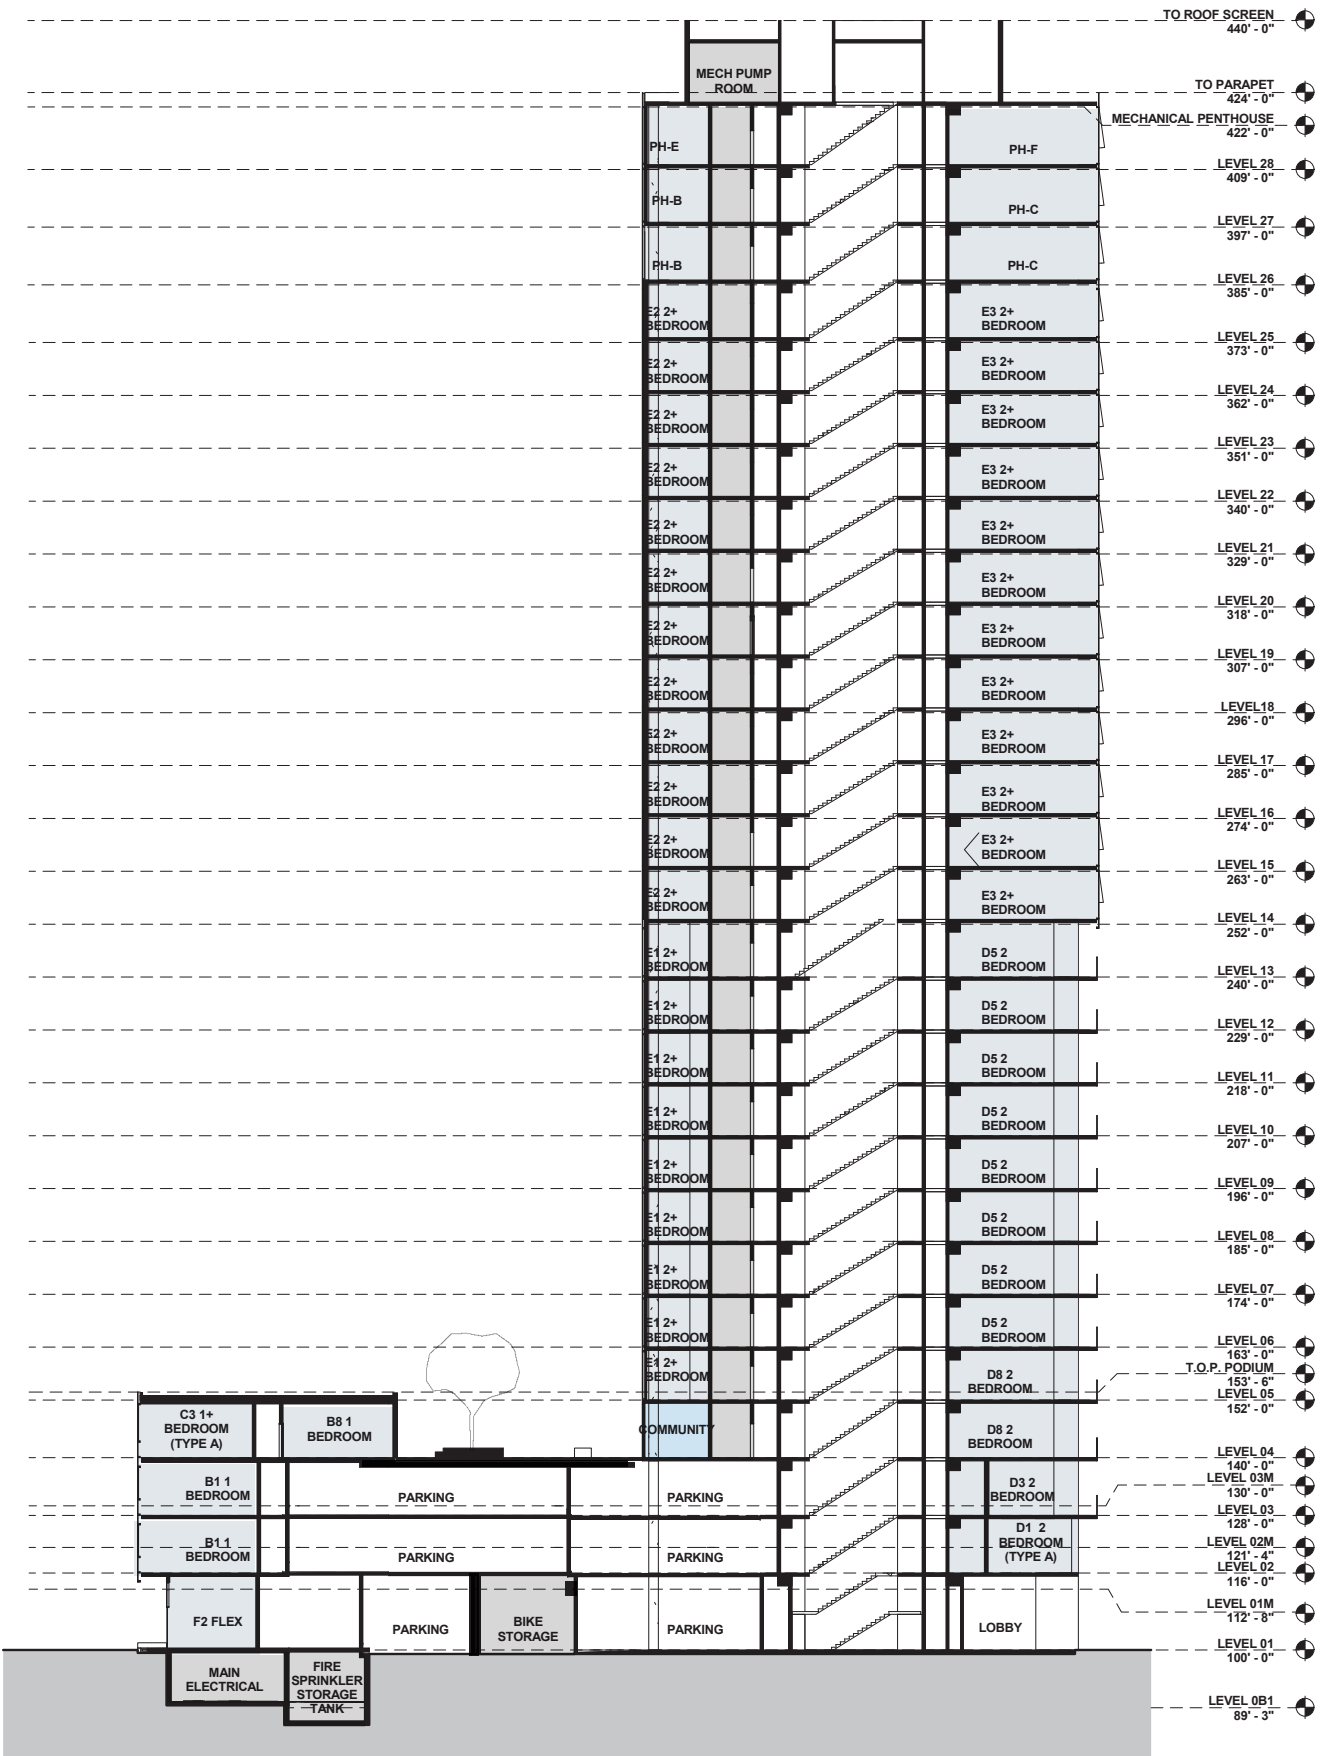 TO ROOF SCREEN
440' - 0"
MECH PUMP
ROOM
TO PARAPET
424' - 0"
MECHANICAL PENTHOUSE
422' - 0"
PH-E
PH-F
LEVEL 28
409' - 0"
PH-B
PH-C
LEVEL 27
397' - 0"
PH-B
PH-C
LEVEL 26
385' - 0"
E2 2+
BEDROOM
E3 2+
BEDROOM
LEVEL 25
373' - 0"
E2 2+
BEDROOM
E3 2+
BEDROOM
LEVEL 24
362' - 0"
E2 2+
BEDROOM
E3 2+
BEDROOM
LEVEL 23
351' - 0"
E2 2+
BEDROOM
E3 2+
BEDROOM
LEVEL 22
340' - 0"
E2 2+
BEDROOM
E3 2+
BEDROOM
LEVEL 21
329' - 0"
E2 2+
BEDROOM
E3 2+
BEDROOM
LEVEL 20
318' - 0"
E2 2+
BEDROOM
E3 2+
BEDROOM
LEVEL 19
307' - 0"
E2 2+
BEDROOM
E3 2+
BEDROOM
LEVEL18
296' - 0"
E2 2+
BEDROOM
E3 2+
BEDROOM
LEVEL 17
285' - 0"
E2 2+
BEDROOM
E3 2+
BEDROOM
LEVEL 16
274' - 0"
E2 2+
BEDROOM
E3 2+
BEDROOM
LEVEL 15
263' - 0"
E2 2+
BEDROOM
E3 2+
BEDROOM
LEVEL 14
252' - 0"
E1 2+
BEDROOM
D5 2
BEDROOM
LEVEL 13
240' - 0"
E1 2+
BEDROOM
D5 2
BEDROOM
LEVEL 12
229' - 0"
E1 2+
BEDROOM
D5 2
BEDROOM
LEVEL 11
218' - 0"
E1 2+
BEDROOM
D5 2
BEDROOM
LEVEL 10
207' - 0"
E1 2+
BEDROOM
D5 2
BEDROOM
LEVEL 09
196' - 0"
E1 2+
BEDROOM
D5 2
BEDROOM
LEVEL 08
185' - 0"
E1 2+
BEDROOM
D5 2
BEDROOM
LEVEL 07
174' - 0"
E1 2+
BEDROOM
D5 2
BEDROOM
LEVEL 06
163' - 0"
E1 2+
BEDROOM
D8 2
BEDROOM
T.O.P. PODIUM
153' - 6"
LEVEL 05
152' - 0"
C3 1+
BEDROOM
(TYPE A)
B8 1
BEDROOM
COMMUNITY
D8 2
BEDROOM
LEVEL 04
140' - 0"
B1 1
BEDROOM
PARKING
PARKING
D3 2
BEDROOM
LEVEL 03M
130' - 0"
LEVEL 03
128' - 0"
B1 1
BEDROOM
PARKING
PARKING
D1 2
BEDROOM
(TYPE A)
LEVEL 02M
121' - 4"
LEVEL 02
116' - 0"
F2 FLEX
PARKING
BIKE
STORAGE
PARKING
LOBBY
LEVEL 01M
112' - 8"
LEVEL 01
100' - 0"
MAIN
ELECTRICAL
FIRE
SPRINKLER
STORAGE
TANK
LEVEL 0B1
89' - 3"